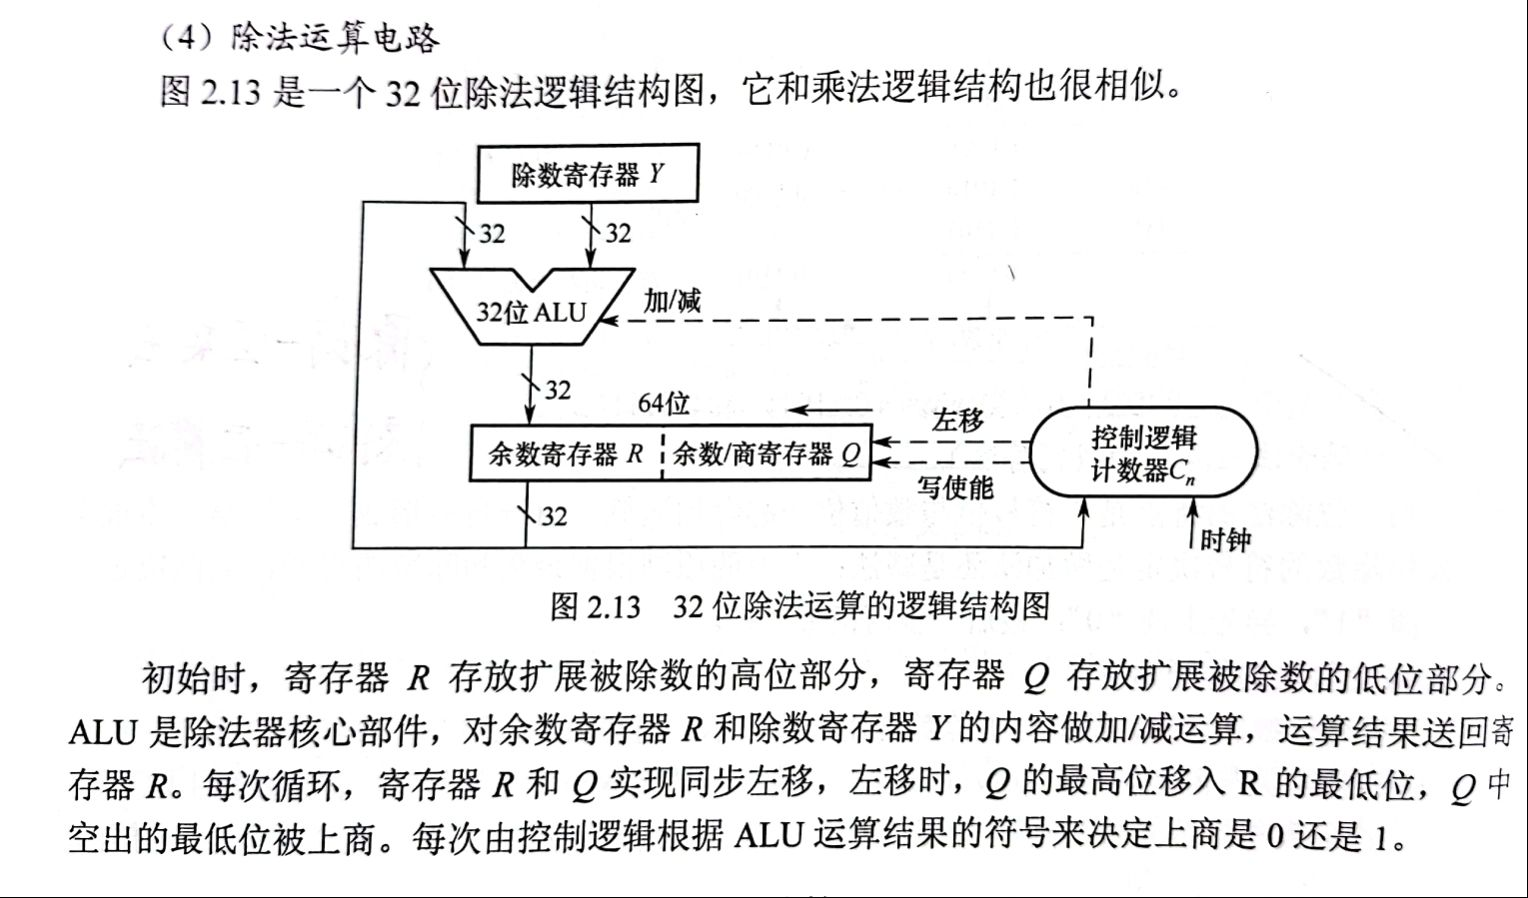 （4）除法运算电路
图 2.13 是一个 32 位除法逻辑结构图，它和乘法逻辑结构也很相似。
除数寄存器 Y
32
32
32位 ALU
加/减
32
64位
余数寄存器 R
余数/商寄存器 Q
左移
写使能
控制逻辑
计数器Cn
32
时钟
图 2.13 32 位除法运算的逻辑结构图
初始时，寄存器 R 存放扩展被除数的高位部分，寄存器 Q 存放扩展被除数的低位部分。
ALU 是除法器核心部件，对余数寄存器 R 和除数寄存器 Y 的内容做加/减运算，运算结果送回寄
存器 R。每次循环，寄存器 R 和 Q 实现同步左移，左移时，Q 的最高位移入 R 的最低位，Q 中
空出的最低位被上商。每次由控制逻辑根据 ALU 运算结果的符号来决定上商是 0 还是 1。